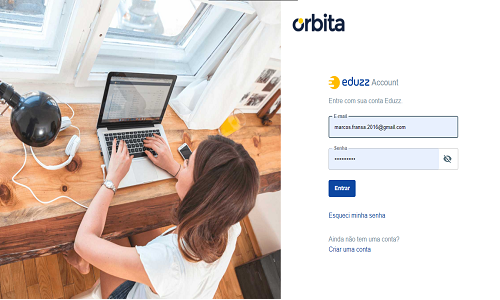 orbita
eduzz Account
Entre com sua conta Eduzz.
E-mail
marcos.fransa.2016@gmail.com
Senha
••••••••••
Entrar
Esqueci minha senha
Ainda não tem uma conta?
Criar uma conta